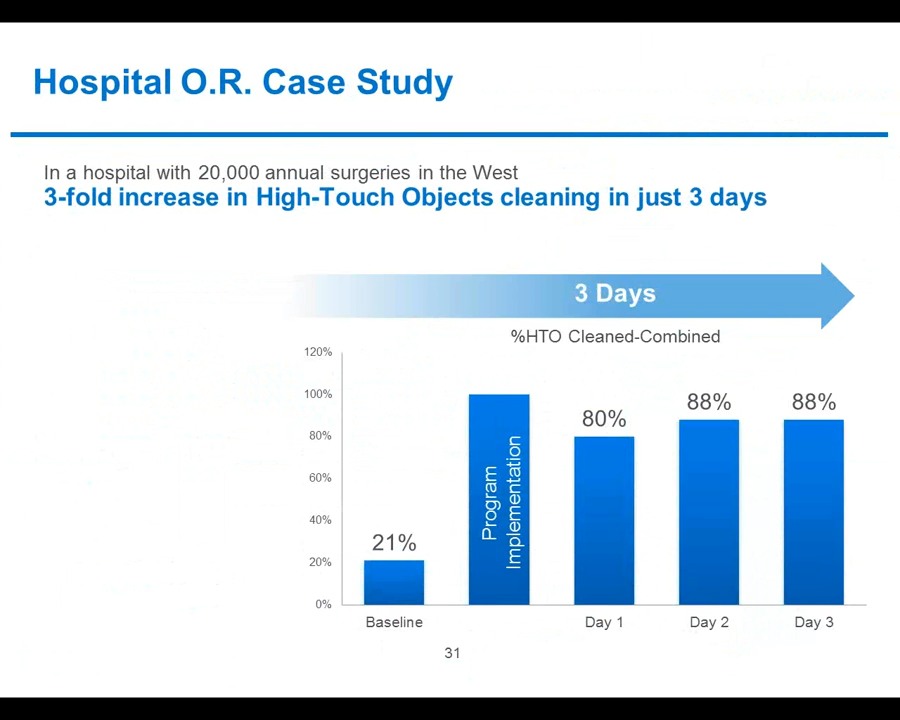 Hospital O.R. Case Study
In a hospital with 20,000 annual surgeries in the West
3-fold increase in High-Touch Objects cleaning in just 3 days
3 Days
%HTO Cleaned-Combined
120%
100%
80%
60%
40%
20%
0%
21%
Program
Implementation
80%
88%
88%
Baseline
Day 1
Day 2
Day 3
31